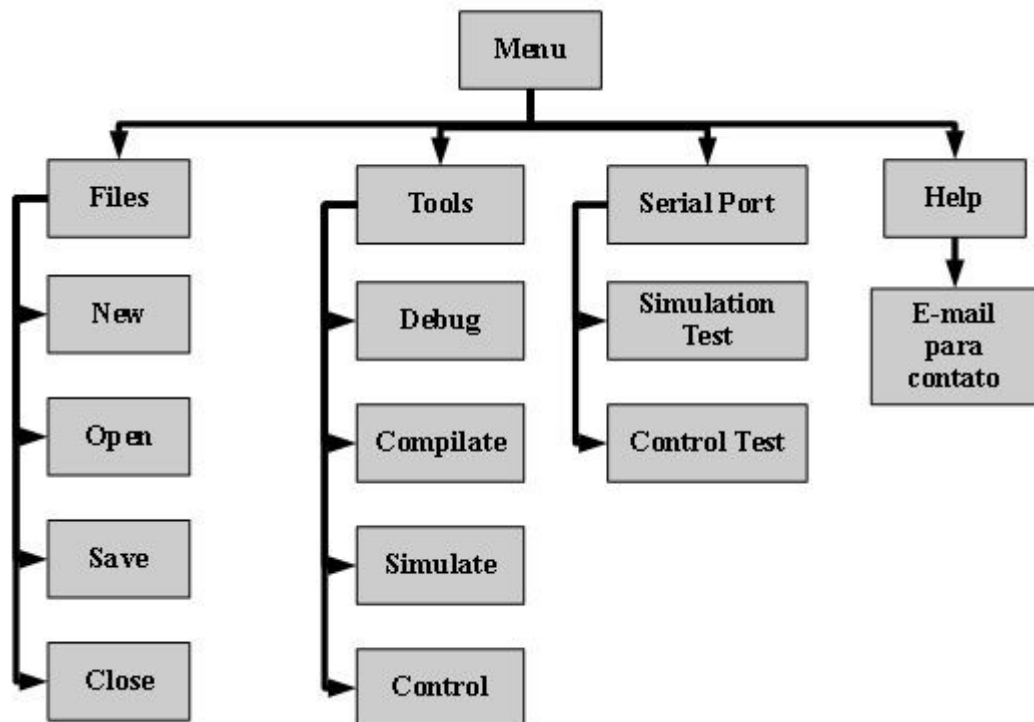 Menu
Files
Tools
Serial Port
Help
New
Debug
Simulation
Test
E-mail
para
contato
Open
Compilate
Control Test
Save
Simulate
Close
Control